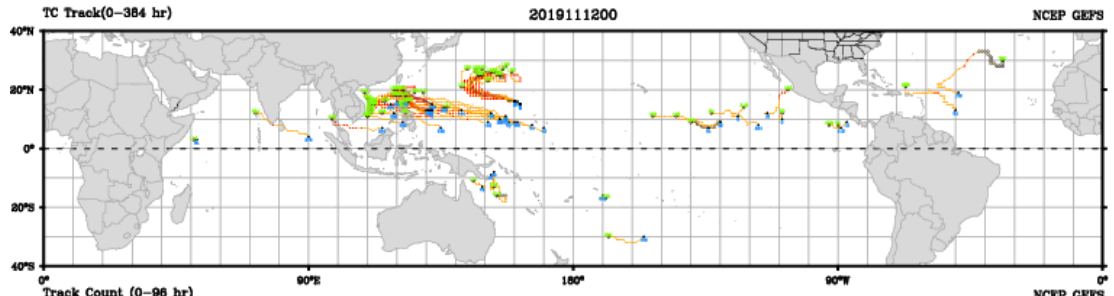 TC Track(0-384 hr) 2019111200 NCEP GEFS
40°N
20°N
0°
20°S
40°S
0° 90°E 180° 90°W 0°
Track Count (0-96 hr) NCEP GEFS